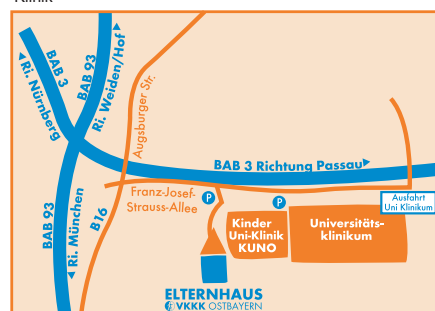 BAB 3
Ri. Nürnberg
BAB 93
Ri. Weiden/Hof
Augsburger Str.
BAB 3 Richtung Passau
Franz-Josef-
Strauss-Allee
P
P
Ausfahrt
Uni Klinikum
BAB 93
Ri. München
B16
Kinder
Uni-Klinik
KUNO
Universitäts-
klinikum
ELTERNHAUS
VKKK OSTBAYERN